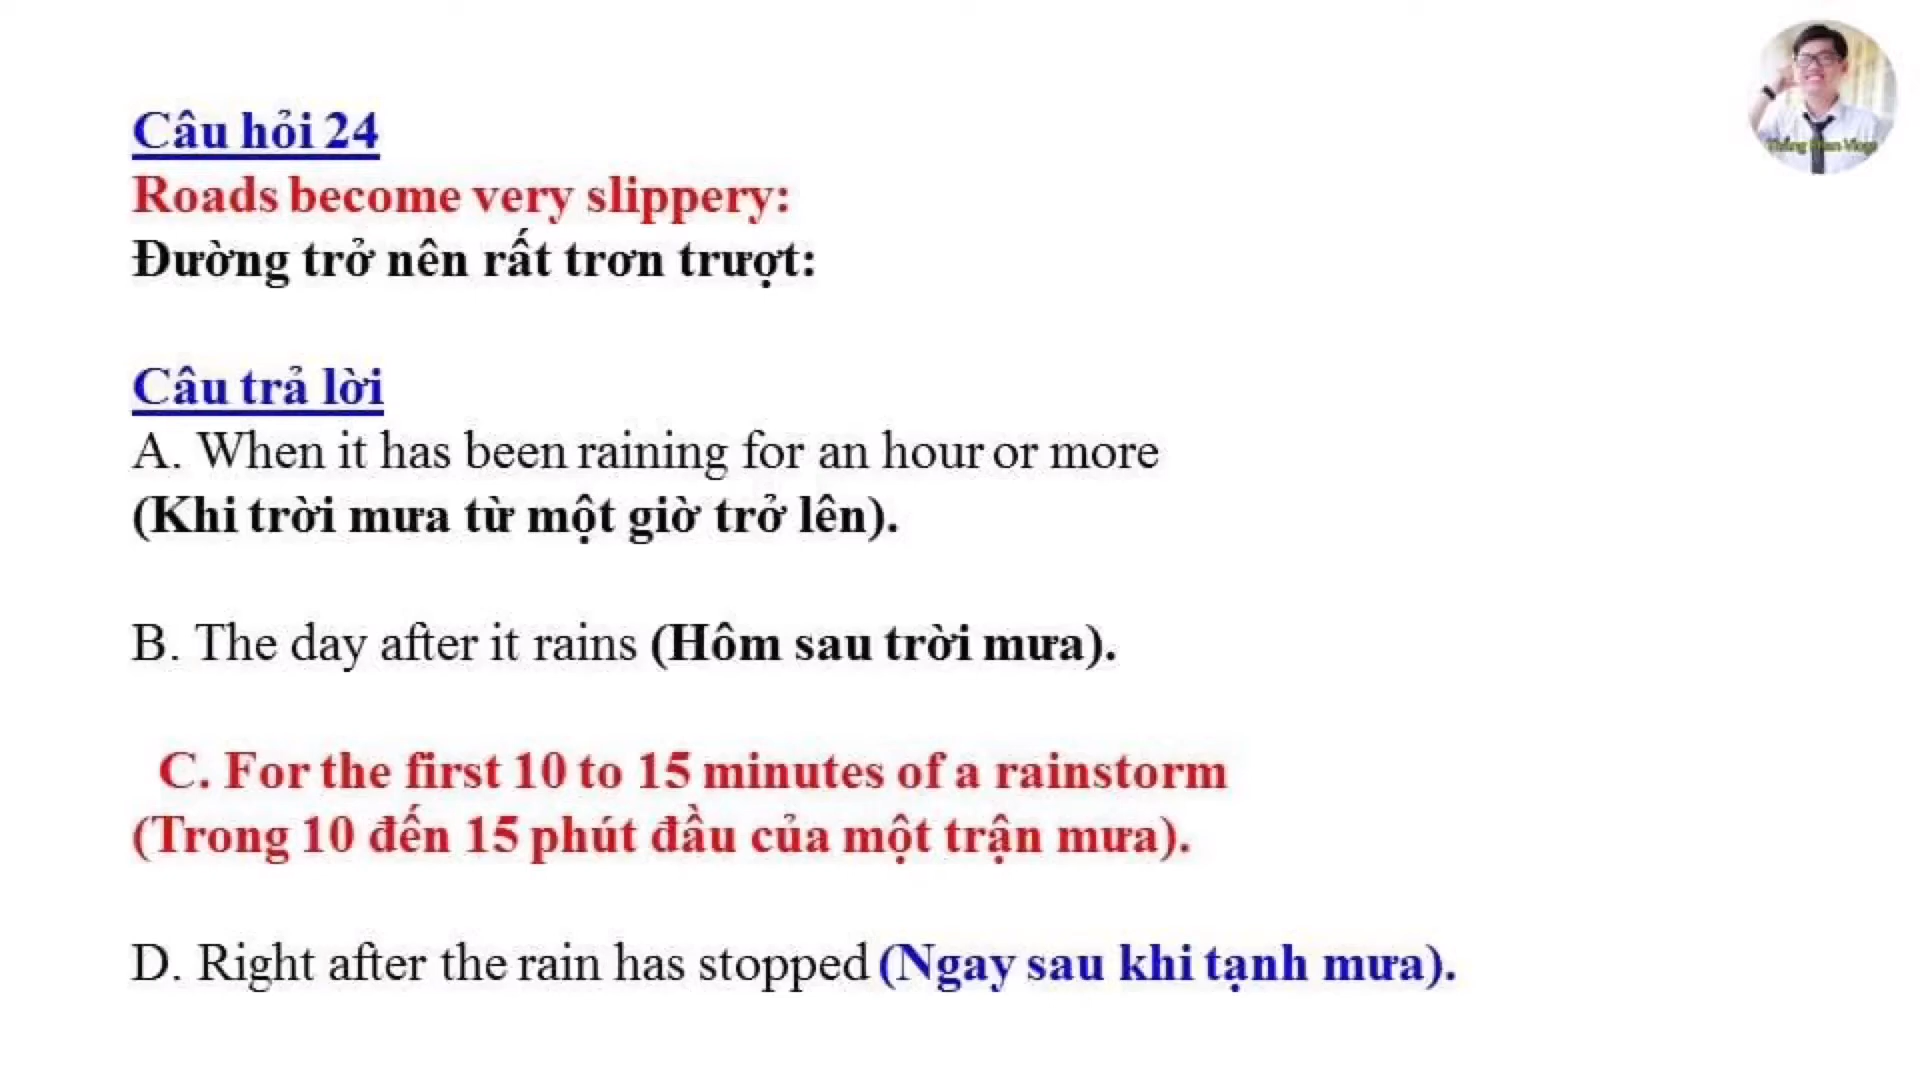 Câu hỏi 24
Roads become very slippery:
Đường trở nên rất trơn trượt:
Câu trả lời
A. When it has been raining for an hour or more
(Khi trời mưa từ một giờ trở lên).
B. The day after it rains (Hôm sau trời mưa).
C. For the first 10 to 15 minutes of a rainstorm
(Trong 10 đến 15 phút đầu của một trận mưa).
D. Right after the rain has stopped (Ngay sau khi tạnh mưa).